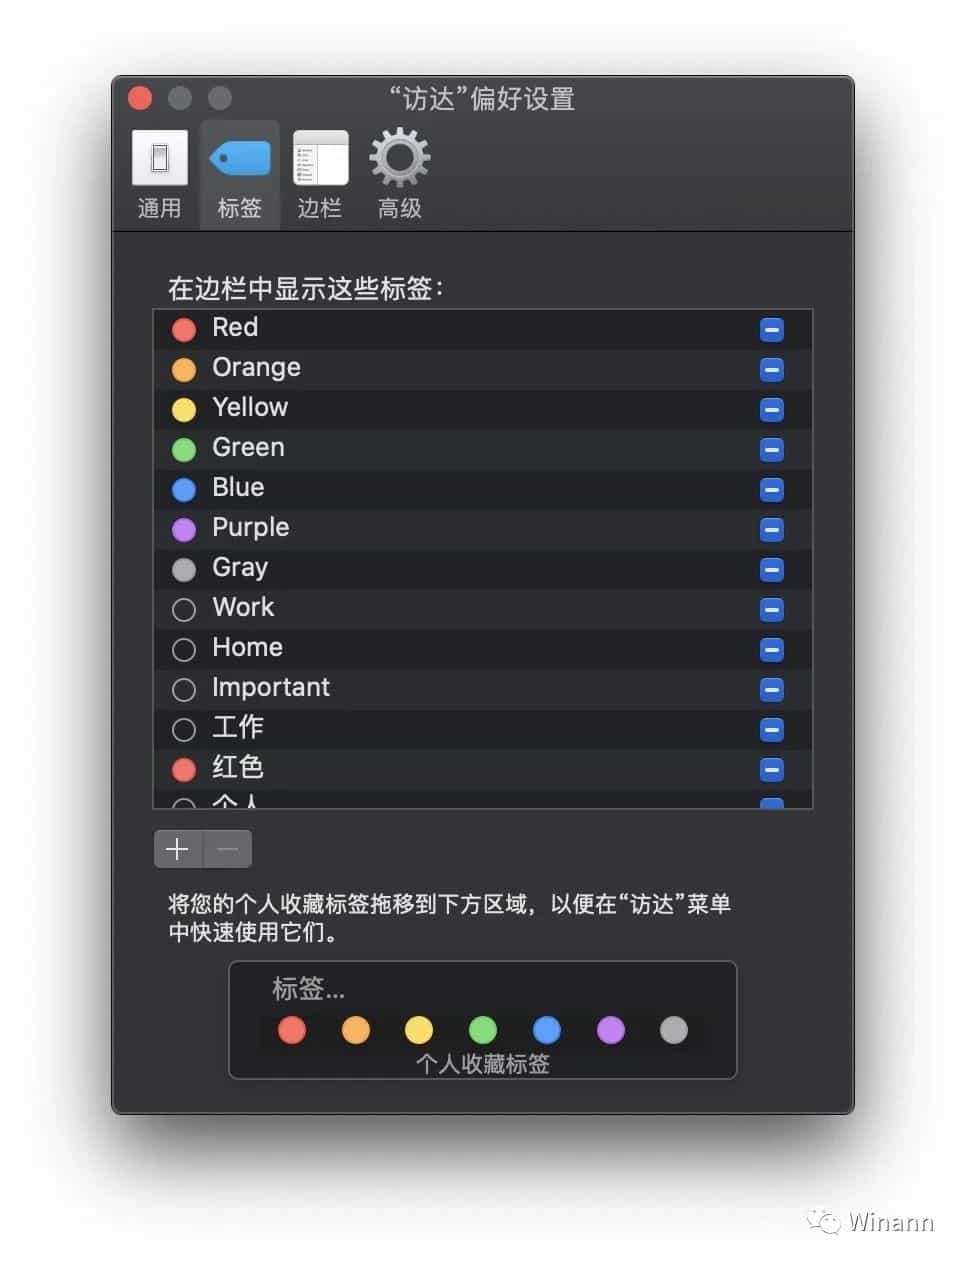 “访达”偏好设置
通用
标签
边栏
高级
在边栏中显示这些标签：
Red
Orange
Yellow
Green
Blue
Purple
Gray
Work
Home
Important
工作
红色
个人
将您的个人收藏标签拖移到下方区域，以便在“访达”菜单
中快速使用它们。
标签...
个人收藏标签
Winann